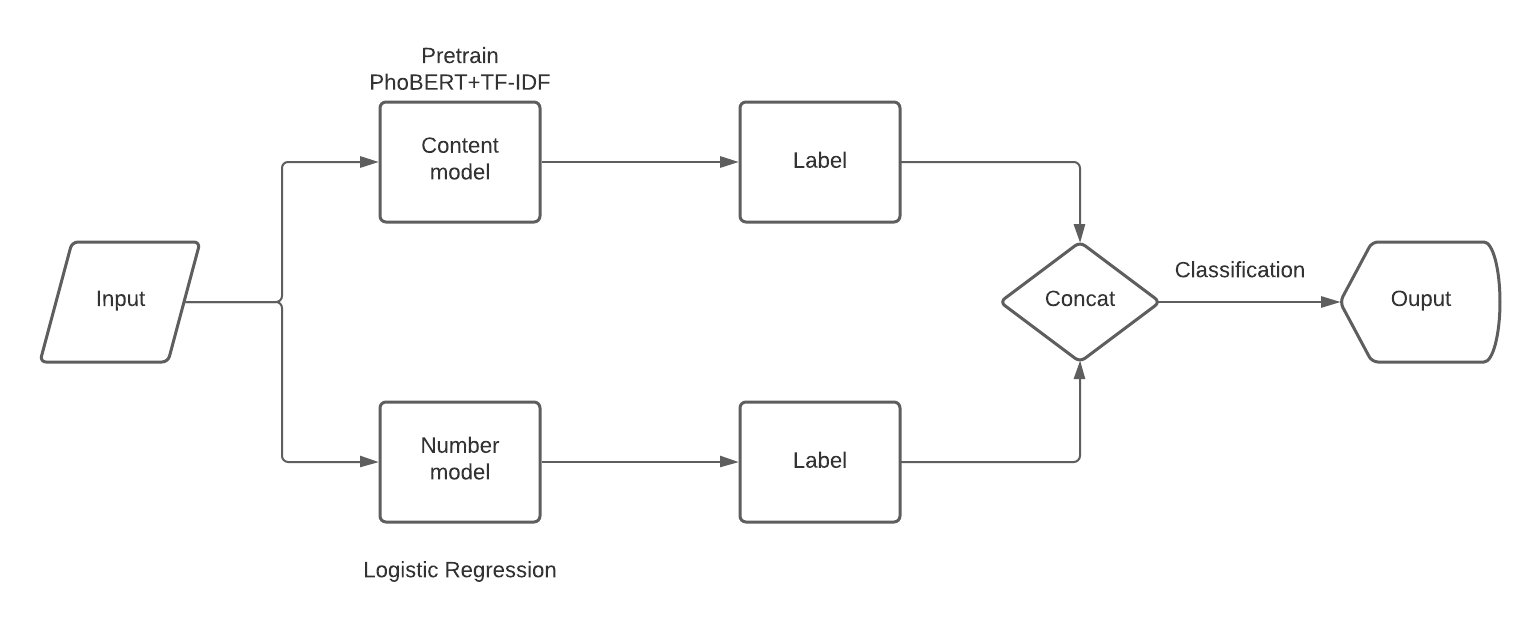 Pretrain
PhoBERT+TF-IDF
Content
model
Label
Input
Concat
Classification
Ouput
Number
model
Label
Logistic Regression